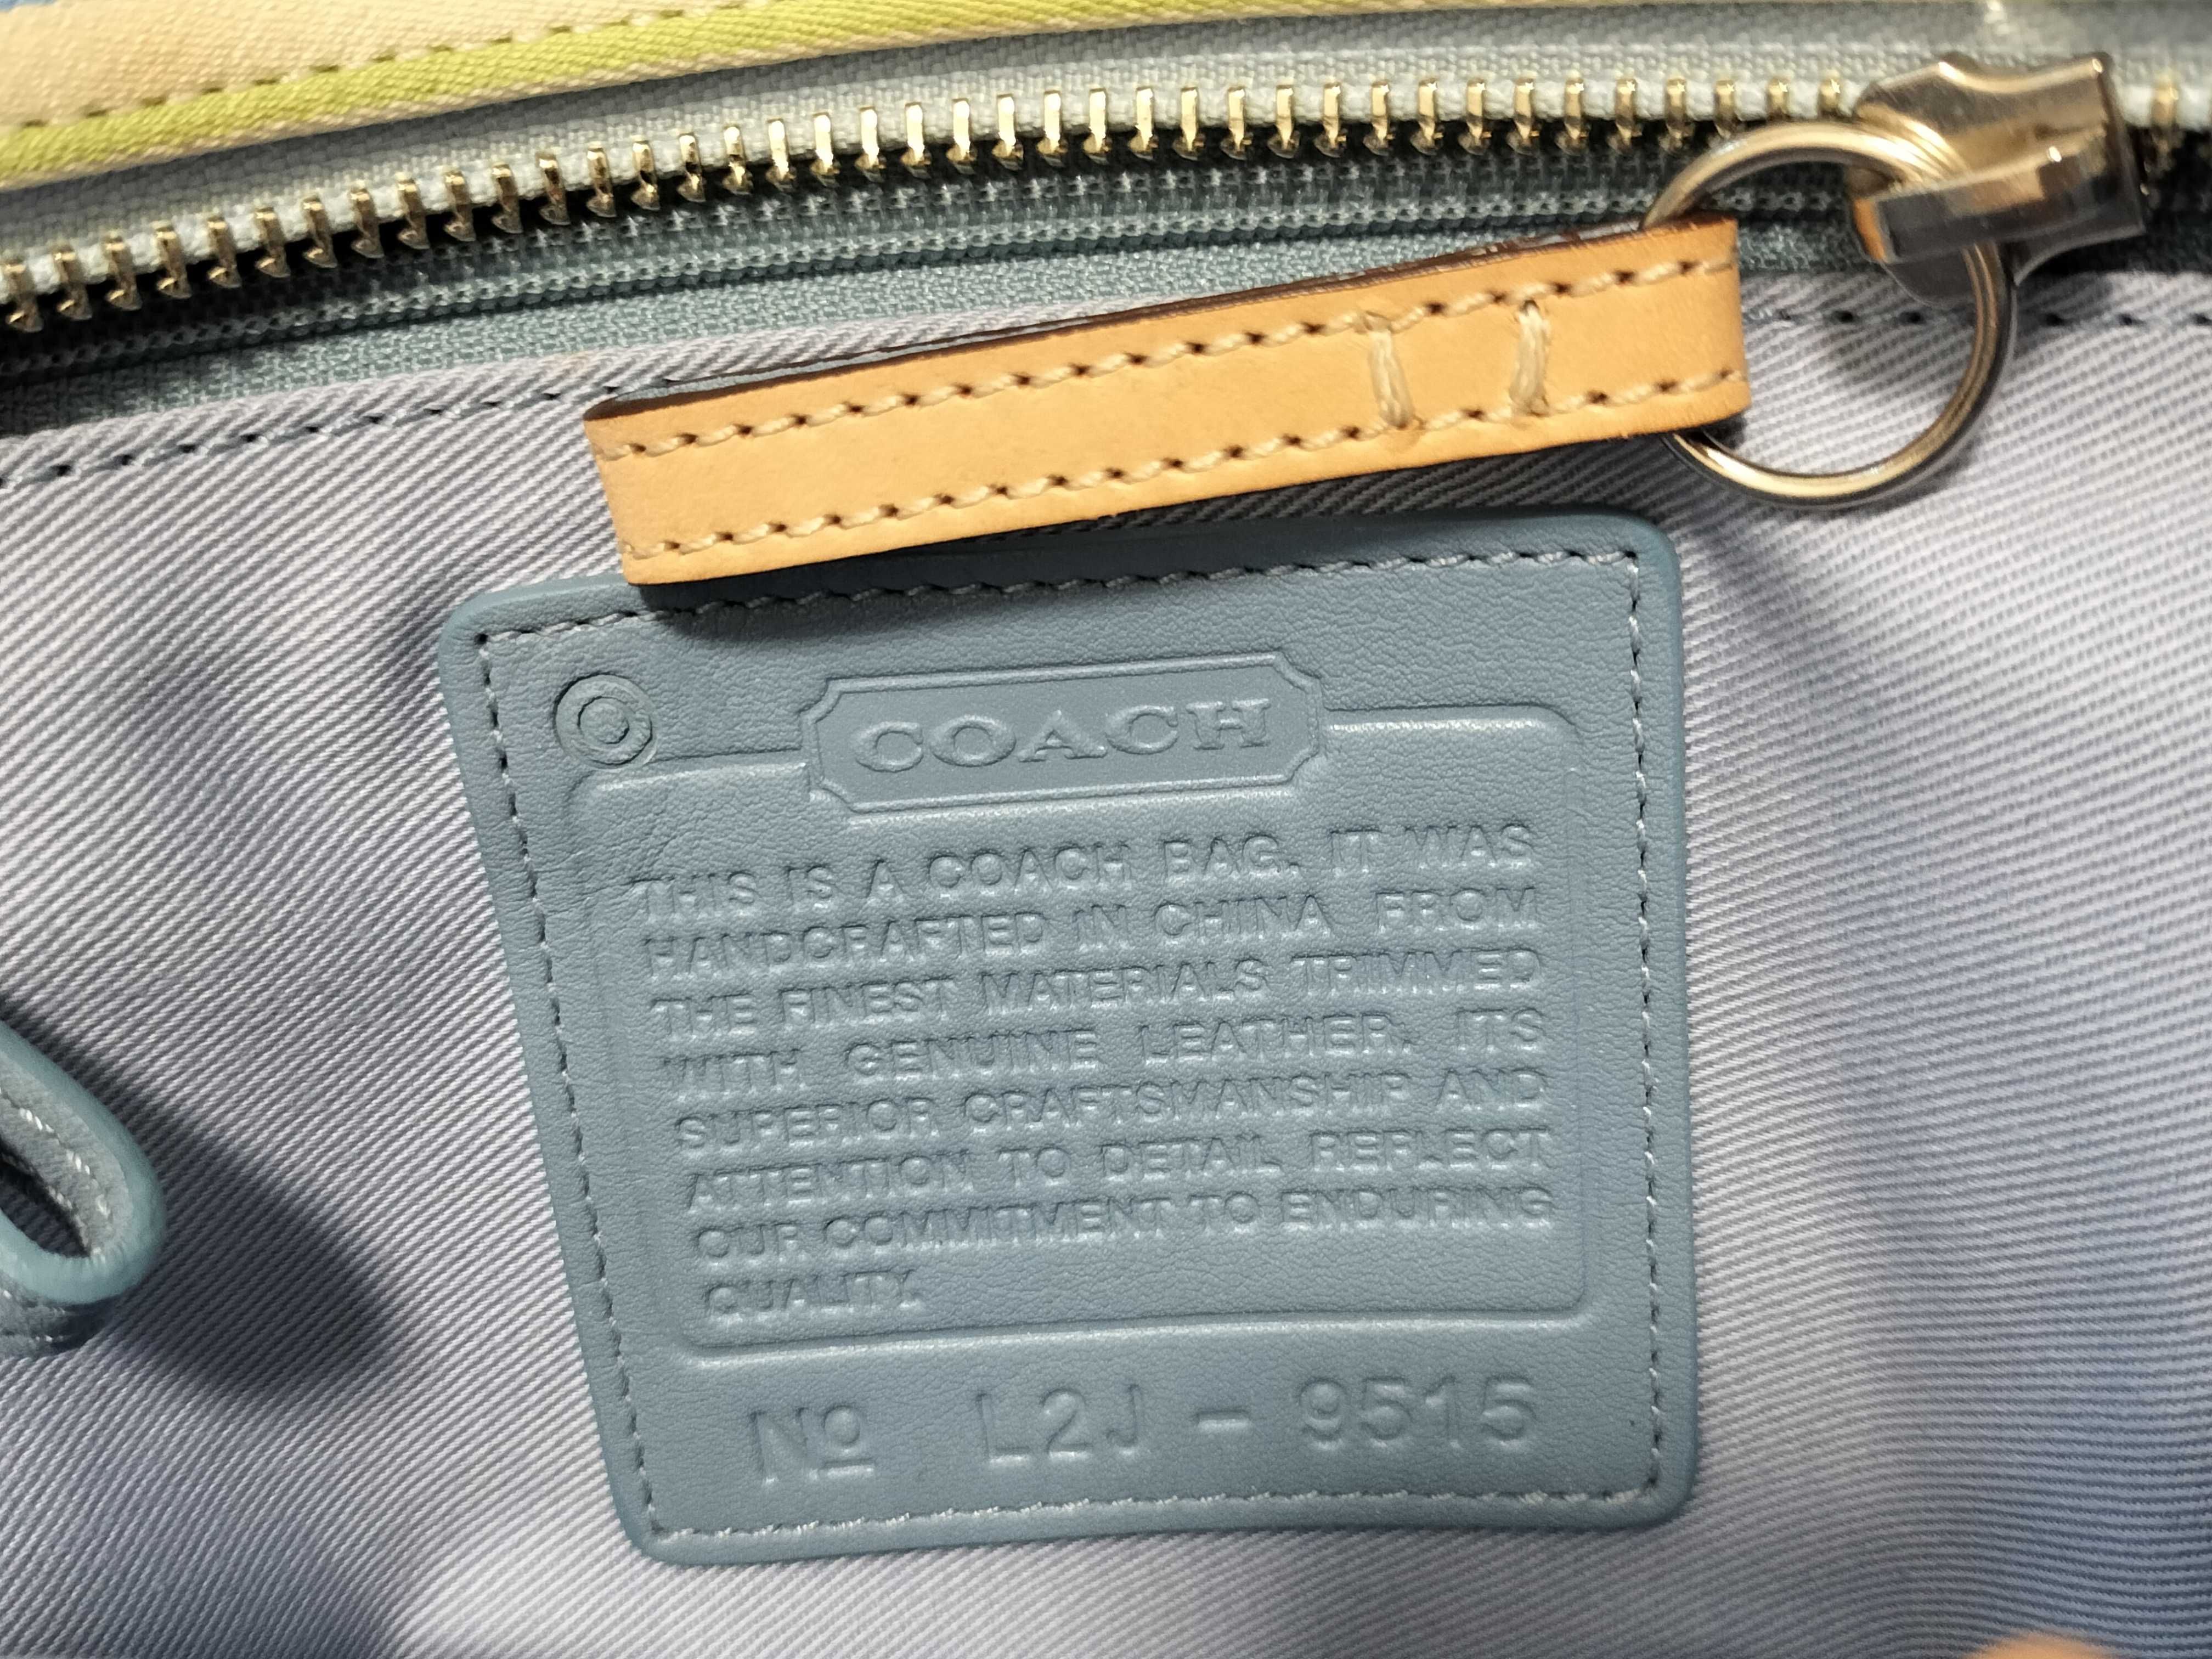 COACH
THIS IS A COACH BAG. IT WAS
HANDCRAFTED IN CHINA FROM
THE FINEST MATERIALS TRIMMED
WITH GENUINE LEATHER. ITS
SUPERIOR CRAFTSMANSHIP AND
ATTENTION TO DETAIL REFLECT
OUR COMMITMENT TO ENDURING
QUALITY.
№ L2J - 9515